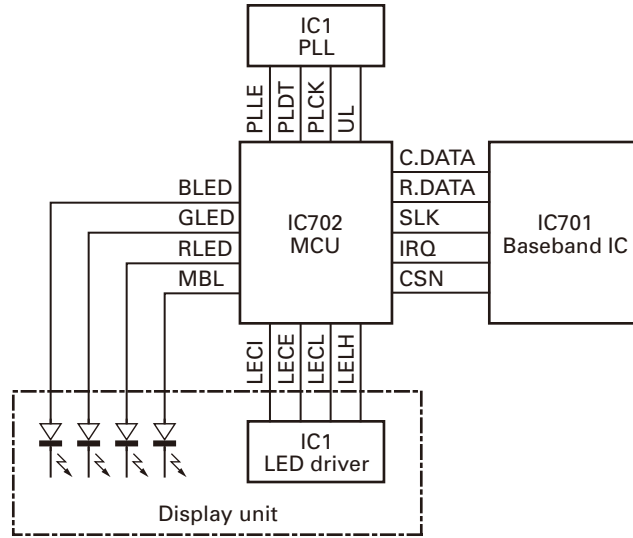 IC1
PLL
PLLE
PLDT
PLCK
UL
C.DATA
R.DATA
SLK
IRQ
CSN
BLED
GLED
RLED
MBL
IC702
MCU
IC701
Baseband IC
LECI
LECE
LECL
LELH
IC1
LED driver
Display unit